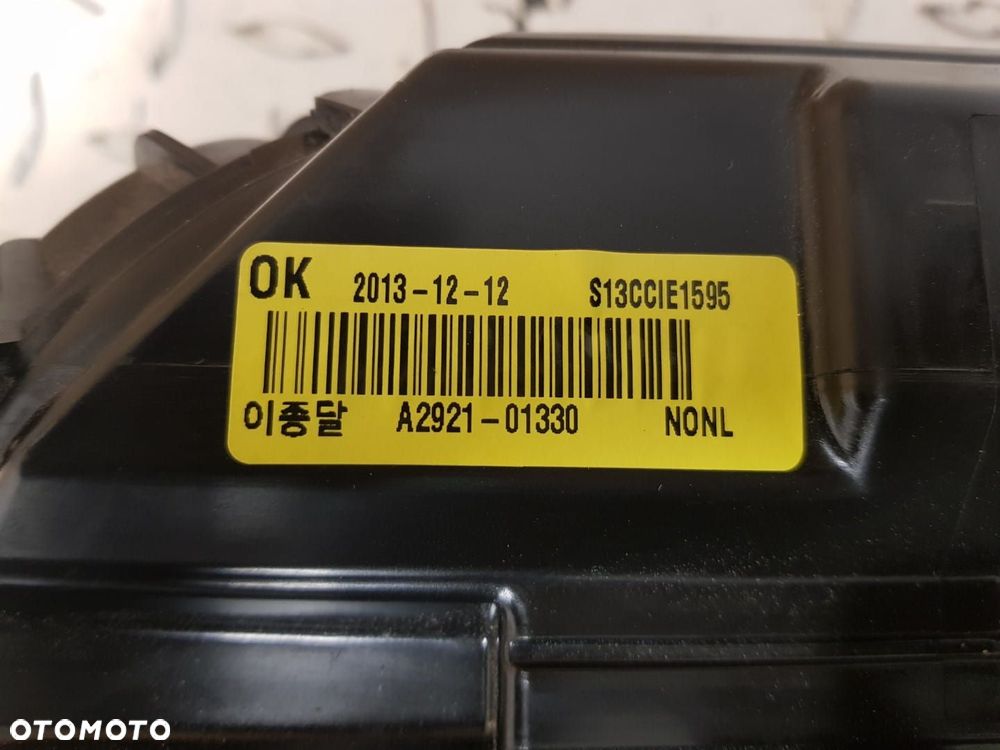 OK 2013-12-12 S13CCIE1595
이종달 A2921-01330 NONL
OTOMOTO